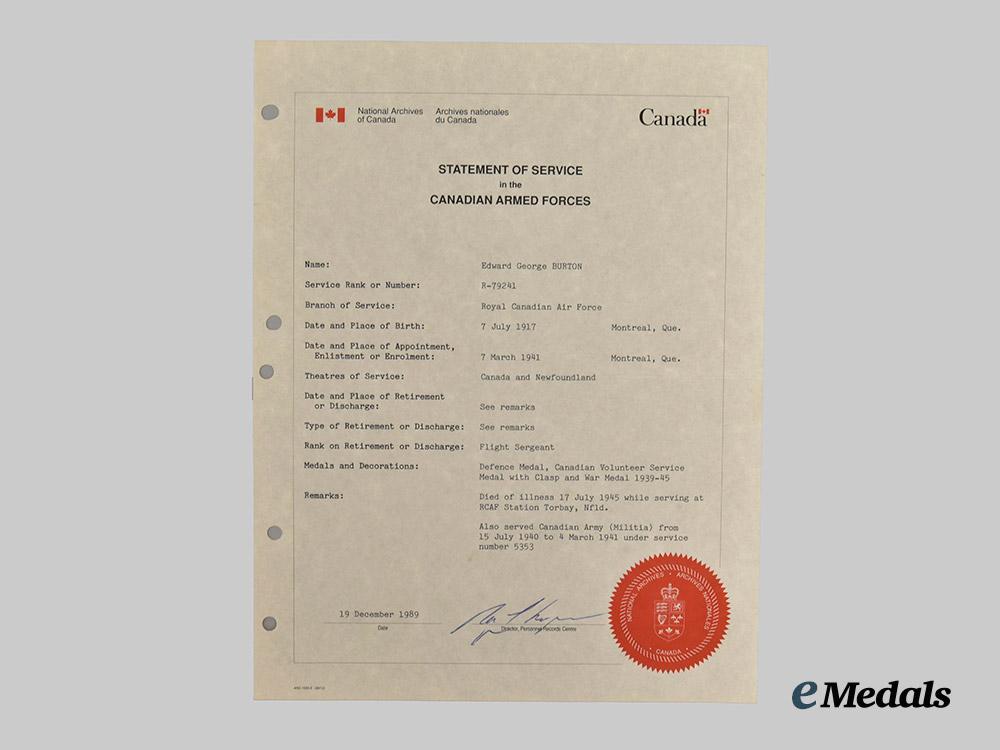 National Archives Archives nationales
of Canada du Canada
Canada
STATEMENT OF SERVICE
in the
CANADIAN ARMED FORCES
Name: Edward George BURTON
Service Rank or Number: R-79241
Branch of Service: Royal Canadian Air Force
Date and Place of Birth: 7 July 1917 Montreal, Que.
Date and Place of Appointment,
Enlistment or Enrolment: 7 March 1941 Montreal, Que.
Theatres of Service: Canada and Newfoundland
Date and Place of Retirement
or Discharge: See remarks
Type of Retirement or Discharge: See remarks
Rank on Retirement or Discharge: Flight Sergeant
Medals and Decorations: Defence Medal, Canadian Volunteer Service
Medal with Clasp and War Medal 1939-45
Remarks: Died of illness 17 July 1945 while serving at
RCAF Station Torbay, Nfld.
Also served Canadian Army (Militia) from
15 July 1940 to 4 March 1941 under service
number 5353
19 December 1989
Date Director, Personnel Records Centre
NATIONAL ARCHIVES · ARCHIVES NATIONALES
· CANADA ·
eMedals